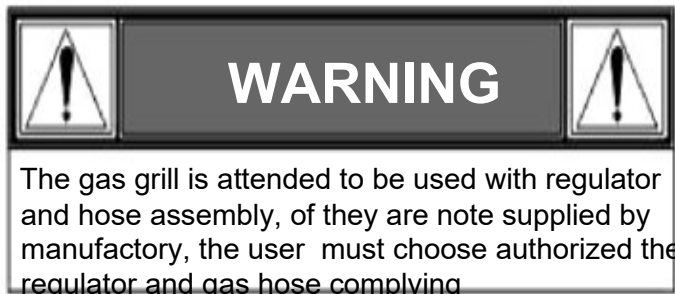 WARNING
The gas grill is attended to be used with regulator
and hose assembly, of they are note supplied by
manufactory, the user  must choose authorized the
regulator and gas hose complying